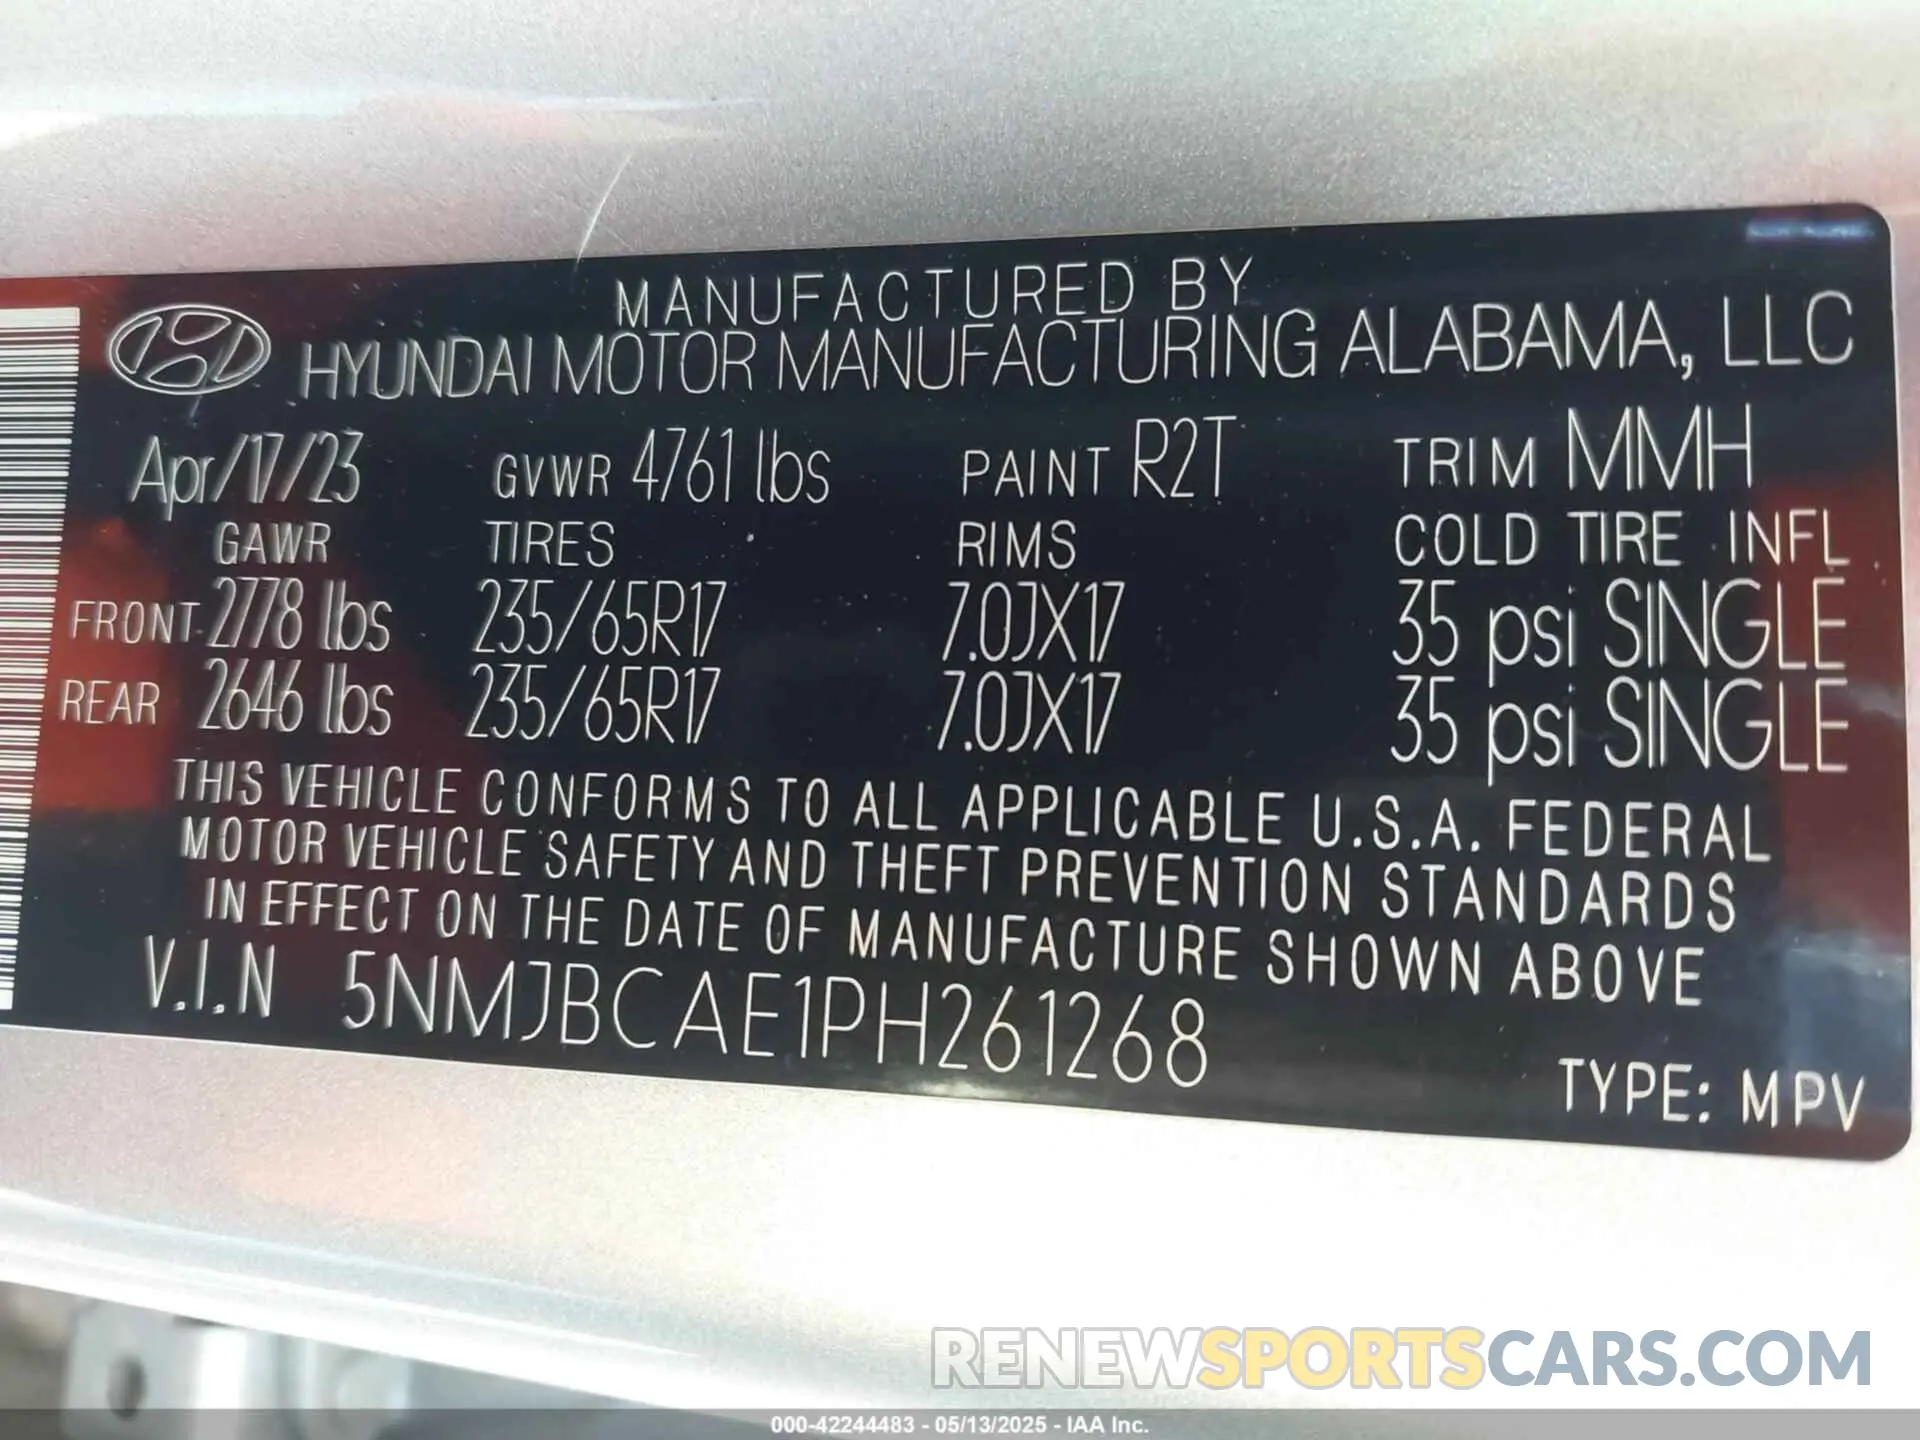 MANUFACTURED BY
HYUNDAI MOTOR MANUFACTURING ALABAMA, LLC
Apr/17/23 GVWR 4761 lbs PAINT R2T TRIM MMH
GAWR TIRES RIMS COLD TIRE INFL
FRONT 2778 lbs 235/65R17 7.0JX17 35 psi SINGLE
REAR 2646 lbs 235/65R17 7.0JX17 35 psi SINGLE
THIS VEHICLE CONFORMS TO ALL APPLICABLE U.S.A. FEDERAL
MOTOR VEHICLE SAFETY AND THEFT PREVENTION STANDARDS
IN EFFECT ON THE DATE OF MANUFACTURE SHOWN ABOVE
V.I.N 5NMJBCAE1PH261268
TYPE: MPV
RENEWSPORTSCARS.COM
000-42244483 - 05/13/2025 - IAA Inc.